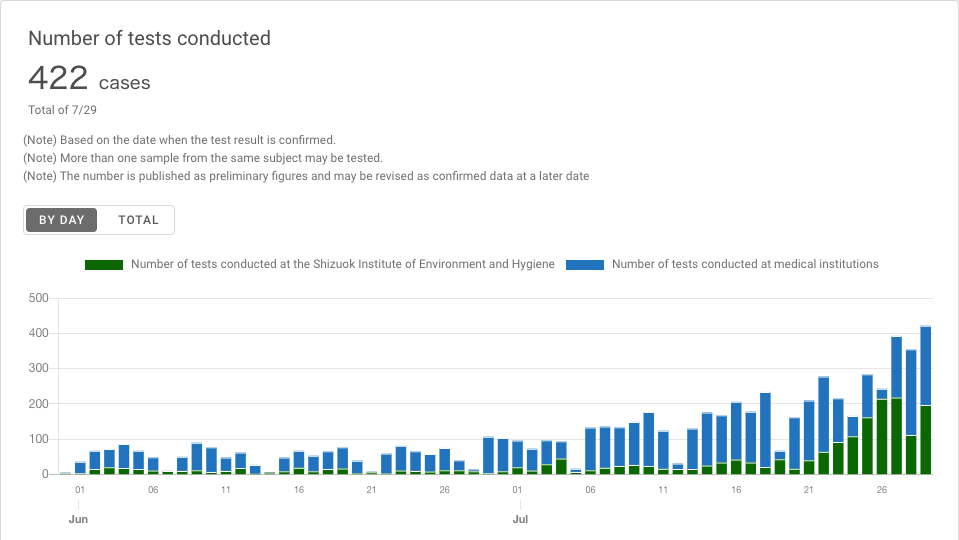 Number of tests conducted
422 cases
Total of 7/29
(Note) Based on the date when the test result is confirmed.
(Note) More than one sample from the same subject may be tested.
(Note) The number is published as preliminary figures and may be revised as confirmed data at a later date
BY DAY TOTAL
Number of tests conducted at the Shizuok Institute of Environment and Hygiene Number of tests conducted at medical institutions
500
400
300
200
100
0
01 06 11 16 21 26 01 06 11 16 21 26
Jun Jul